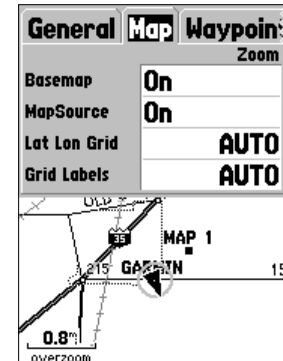 General Map Waypoint
Zoom
Basemap On
MapSource On
Lat Lon Grid AUTO
Grid Labels AUTO
OLD
35
MAP 1
215 GARMIN 15
0.8
overzoom